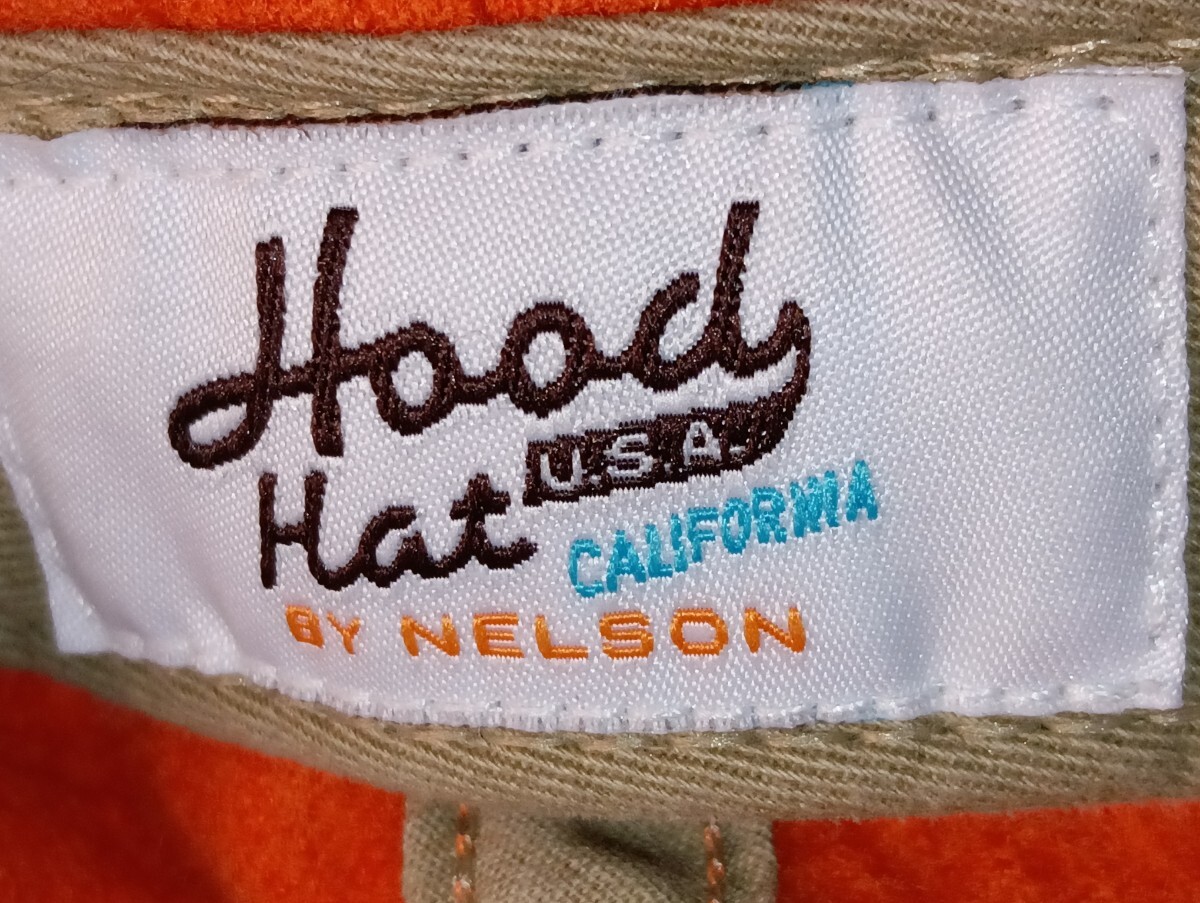 Hood
Hat U.S.A.
CALIFORNIA
BY NELSON